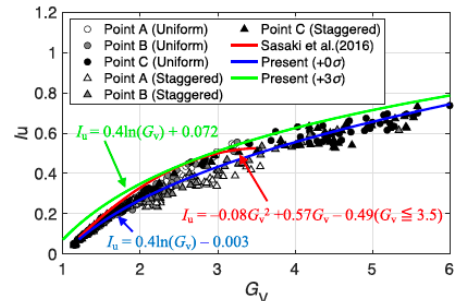 Point A (Uniform)
Point B (Uniform)
Point C (Uniform)
Point A (Staggered)
Point B (Staggered)
Point C (Staggered)
Sasaki et al.(2016)
Present (+0σ)
Present (+3σ)
1.2
1
0.8
0.6
0.4
0.2
0
Iu
Iu = 0.4ln(Gv) + 0.072
Iu = −0.08Gv² + 0.57Gv − 0.49(Gv ≦ 3.5)
Iu = 0.4ln(Gv) − 0.003
1 2 3 4 5 6
GV